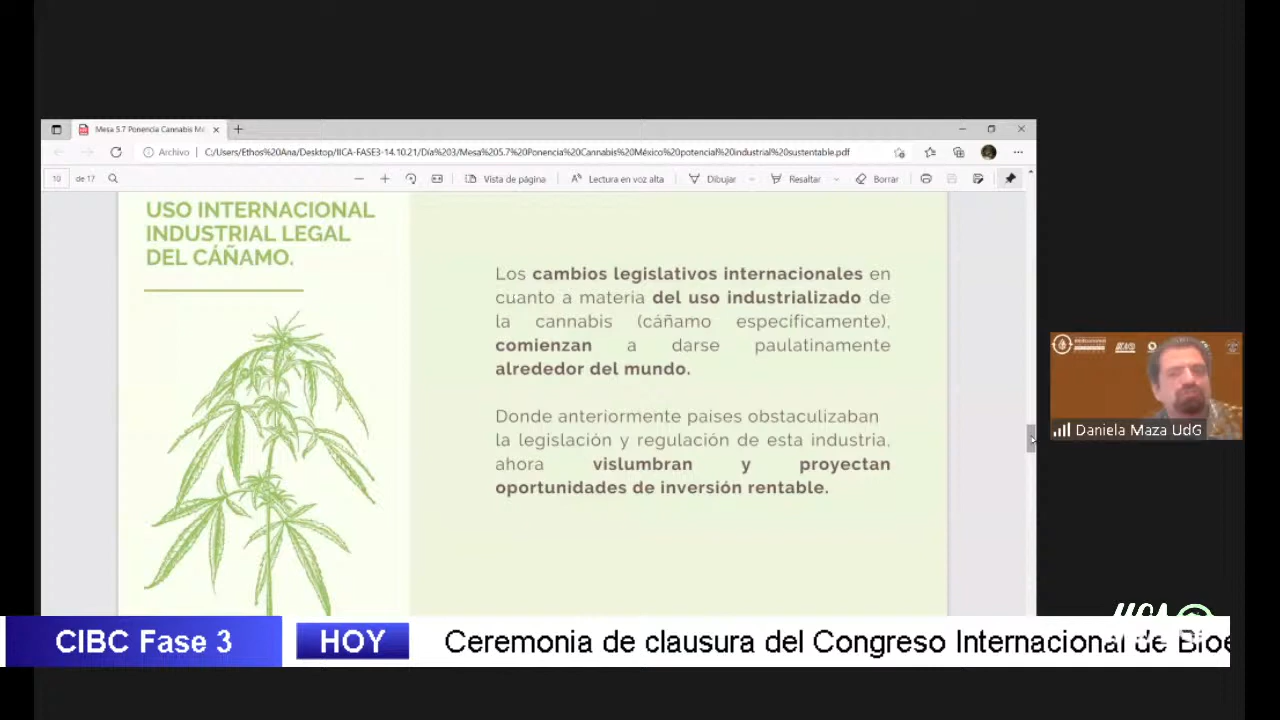 Mesa 5.7 Ponencia Cannabis Mé
Archivo
C:/Users/Ethos%20Ana/Desktop/IICA-FASE3-14.10.21/Día%203/Mesa%205.7%20Ponencia%20Cannabis%20México%20potencial%20industrial%20sustentable.pdf
10 de 17
Vista de página
Lectura en voz alta
Dibujar
Resaltar
Borrar
USO INTERNACIONAL
INDUSTRIAL LEGAL
DEL CÁÑAMO.
Los cambios legislativos internacionales en
cuanto a materia del uso industrializado de
la cannabis (cáñamo específicamente),
comienzan a darse paulatinamente
alrededor del mundo.
Donde anteriormente países obstaculizaban
la legislación y regulación de esta industria,
ahora vislumbran y proyectan
oportunidades de inversión rentable.
Daniela Maza UdG
CIBC Fase 3
HOY
Ceremonia de clausura del Congreso Internacional de Bioe